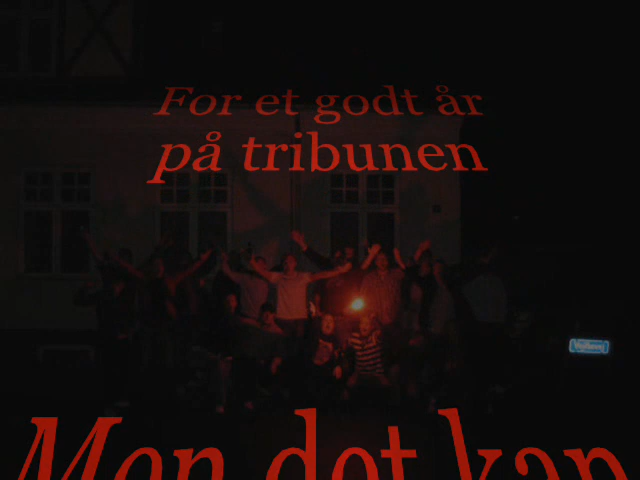 For et godt år
på tribunen
Men det kan